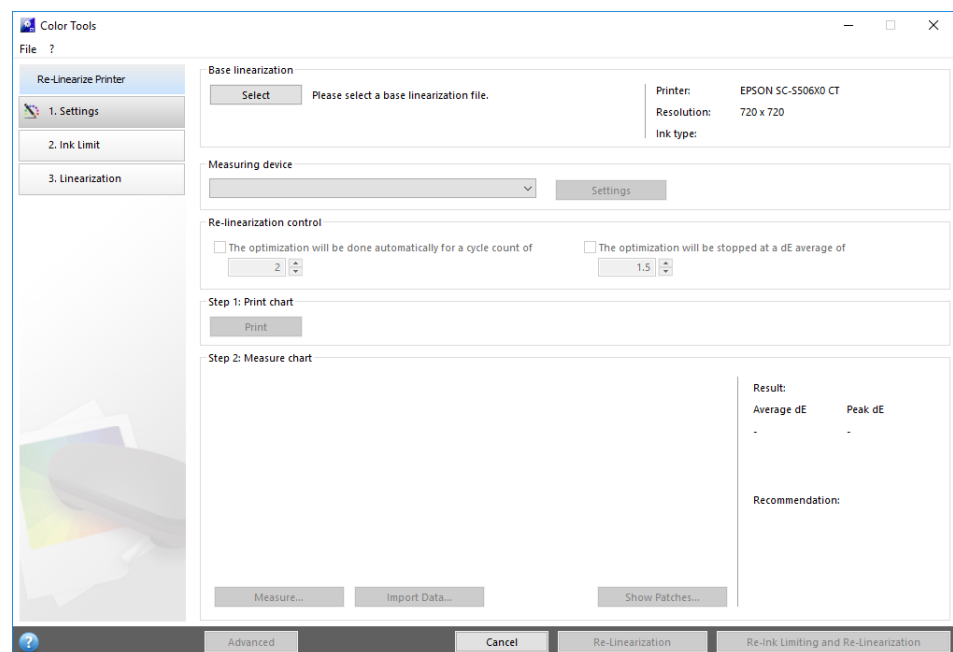 Color Tools
File ?
Re-Linearize Printer
1. Settings
2. Ink Limit
3. Linearization
Base linearization
Select Please select a base linearization file.
Printer: EPSON SC-S506X0 CT
Resolution: 720 x 720
Ink type:
Measuring device
Settings
Re-linearization control
The optimization will be done automatically for a cycle count of
2
The optimization will be stopped at a dE average of
1.5
Step 1: Print chart
Print
Step 2: Measure chart
Result:
Average dE Peak dE
- -
Recommendation:
Measure... Import Data... Show Patches...
? Advanced Cancel Re-Linearization Re-Ink Limiting and Re-Linearization